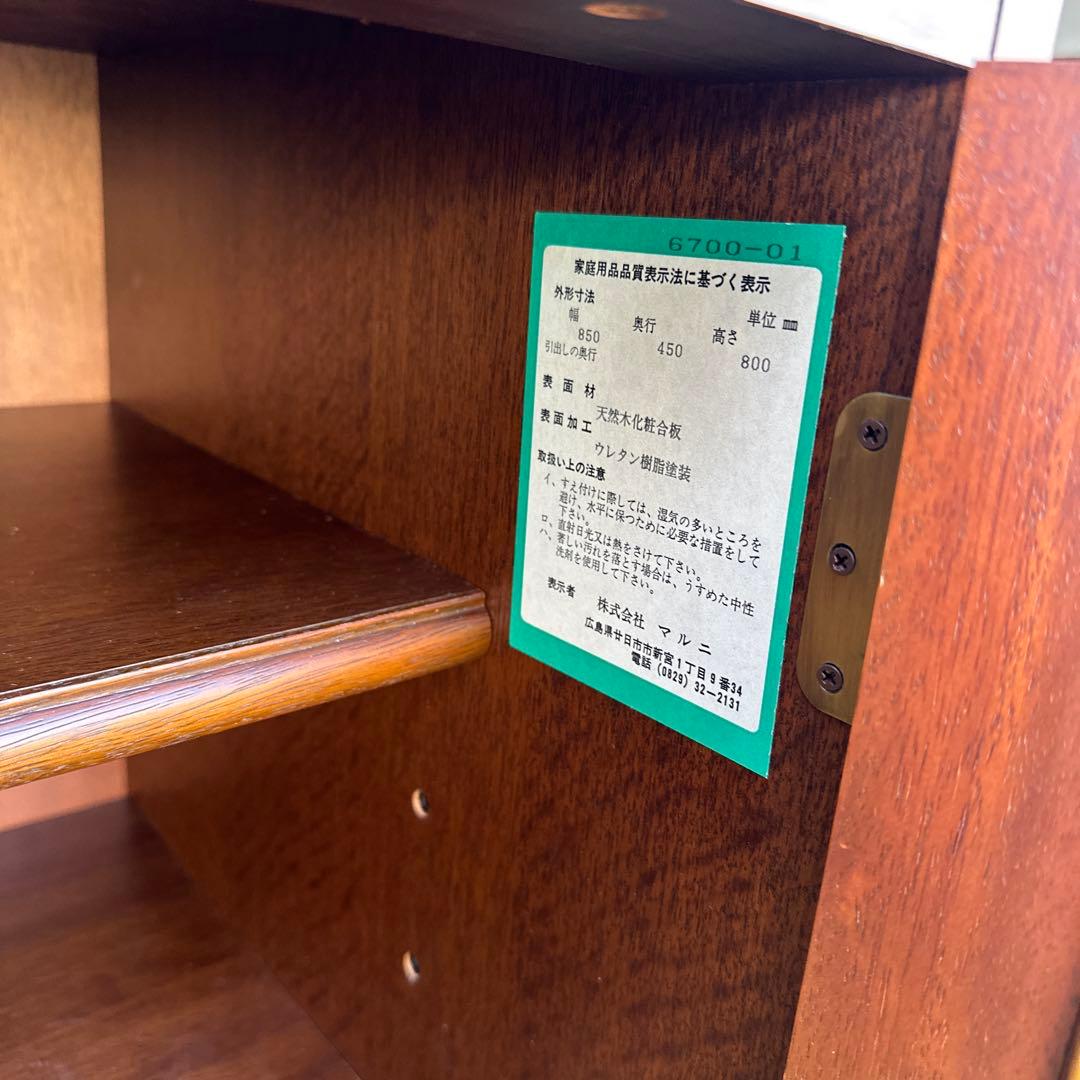 6700-01
家庭用品品質表示法に基づく表示
外形寸法 単位 ㎜
幅 奥行 高さ
850 450 800
引出しの奥行
表面材
天然木化粧合板
表面加工
ウレタン樹脂塗装
取扱い上の注意
イ、すえ付けに際しては、湿気の多いところを
避け、水平に保つために必要な措置をして
下さい。
ロ、直射日光又は熱をさけて下さい。
ハ、著しい汚れを落とす場合は、うすめた中性
洗剤を使用して下さい。
表示者 株式会社 マルニ
広島県廿日市市新宮1丁目9番34
電話(0829)32-2131